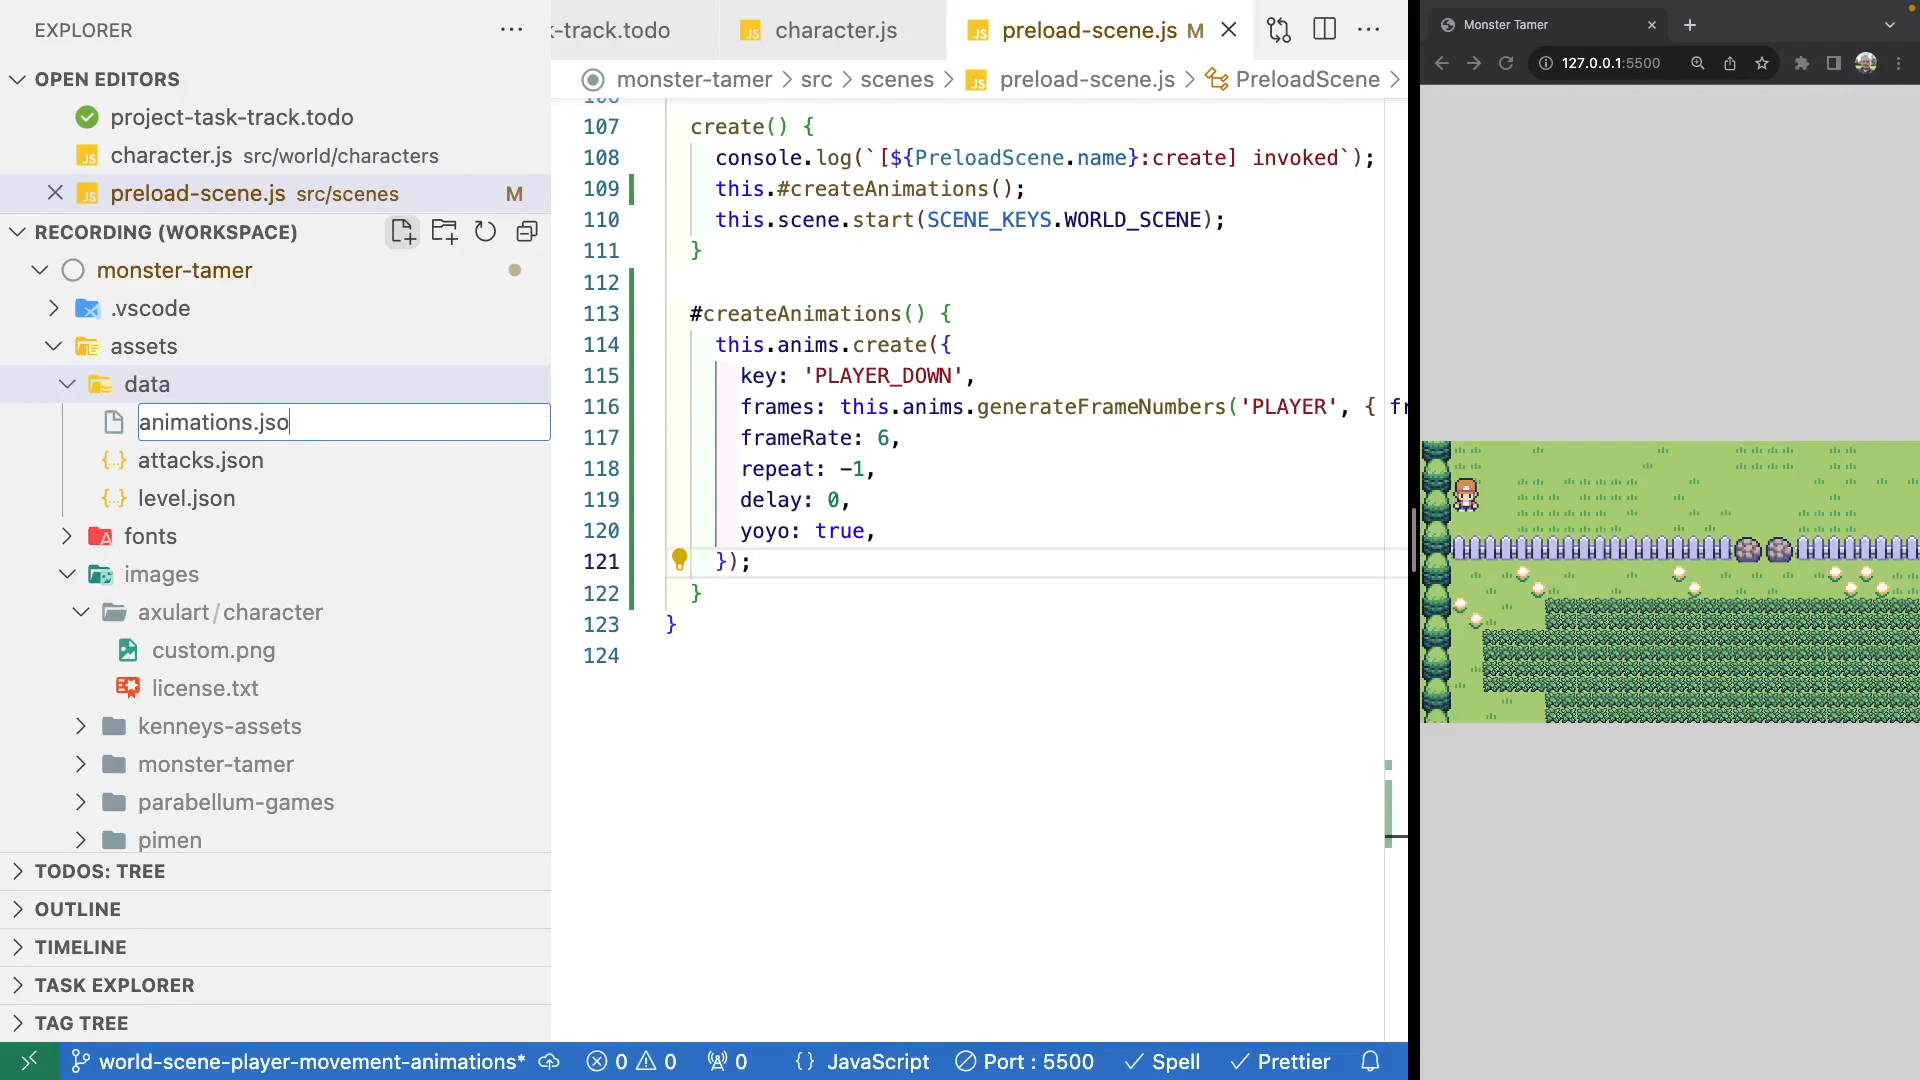 EXPLORER
OPEN EDITORS
project-task-track.todo
character.js src/world/characters
preload-scene.js src/scenes M
RECORDING (WORKSPACE)
monster-tamer
.vscode
assets
data
animations.jso
attacks.json
level.json
fonts
images
axulart / character
custom.png
license.txt
kenneys-assets
monster-tamer
parabellum-games
pimen
TODOS: TREE
OUTLINE
TIMELINE
TASK EXPLORER
TAG TREE
-track.todo
JS character.js
JS preload-scene.js M
monster-tamer > src > scenes > JS preload-scene.js > PreloadScene >
107 create() {
108 console.log(`[${PreloadScene.name}:create] invoked`);
109 this.#createAnimations();
110 this.scene.start(SCENE_KEYS.WORLD_SCENE);
111 }
112
113 #createAnimations() {
114 this.anims.create({
115 key: 'PLAYER_DOWN',
116 frames: this.anims.generateFrameNumbers('PLAYER', { fr
117 frameRate: 6,
118 repeat: -1,
119 delay: 0,
120 yoyo: true,
121 });
122 }
123 }
124
world-scene-player-movement-animations* 0 0 0 {} JavaScript Port : 5500 Spell Prettier
Monster Tamer
127.0.0.1:5500